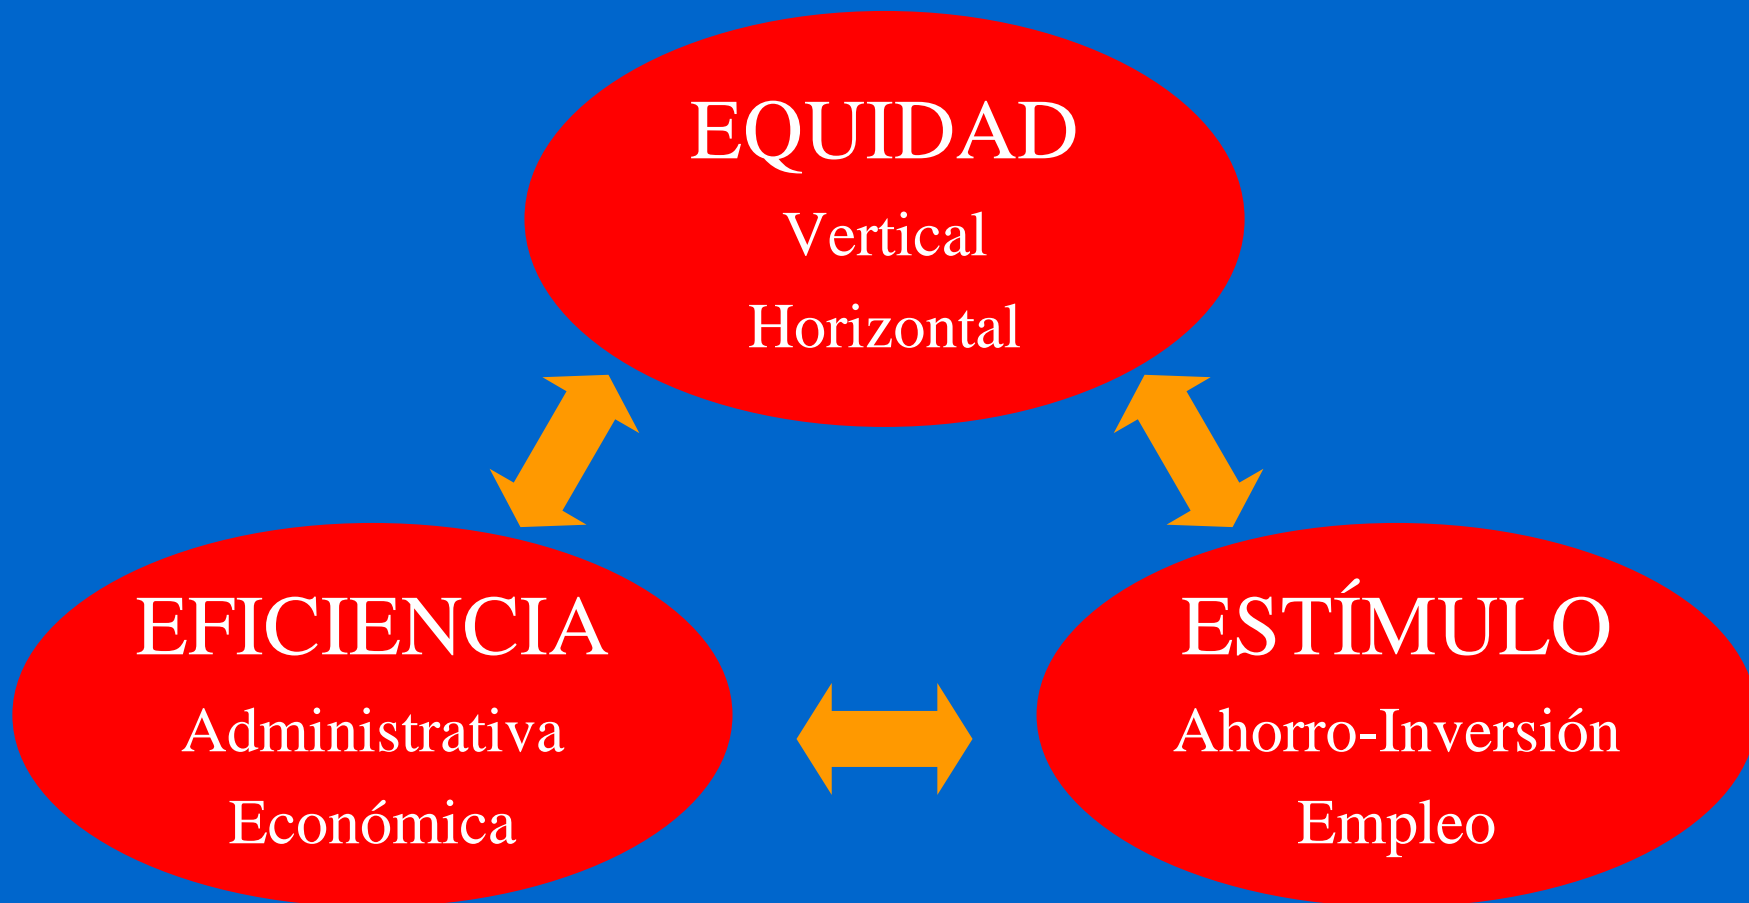 EQUIDAD
Vertical
Horizontal
EFICIENCIA
Administrativa
Económica
ESTÍMULO
Ahorro-Inversión
Empleo